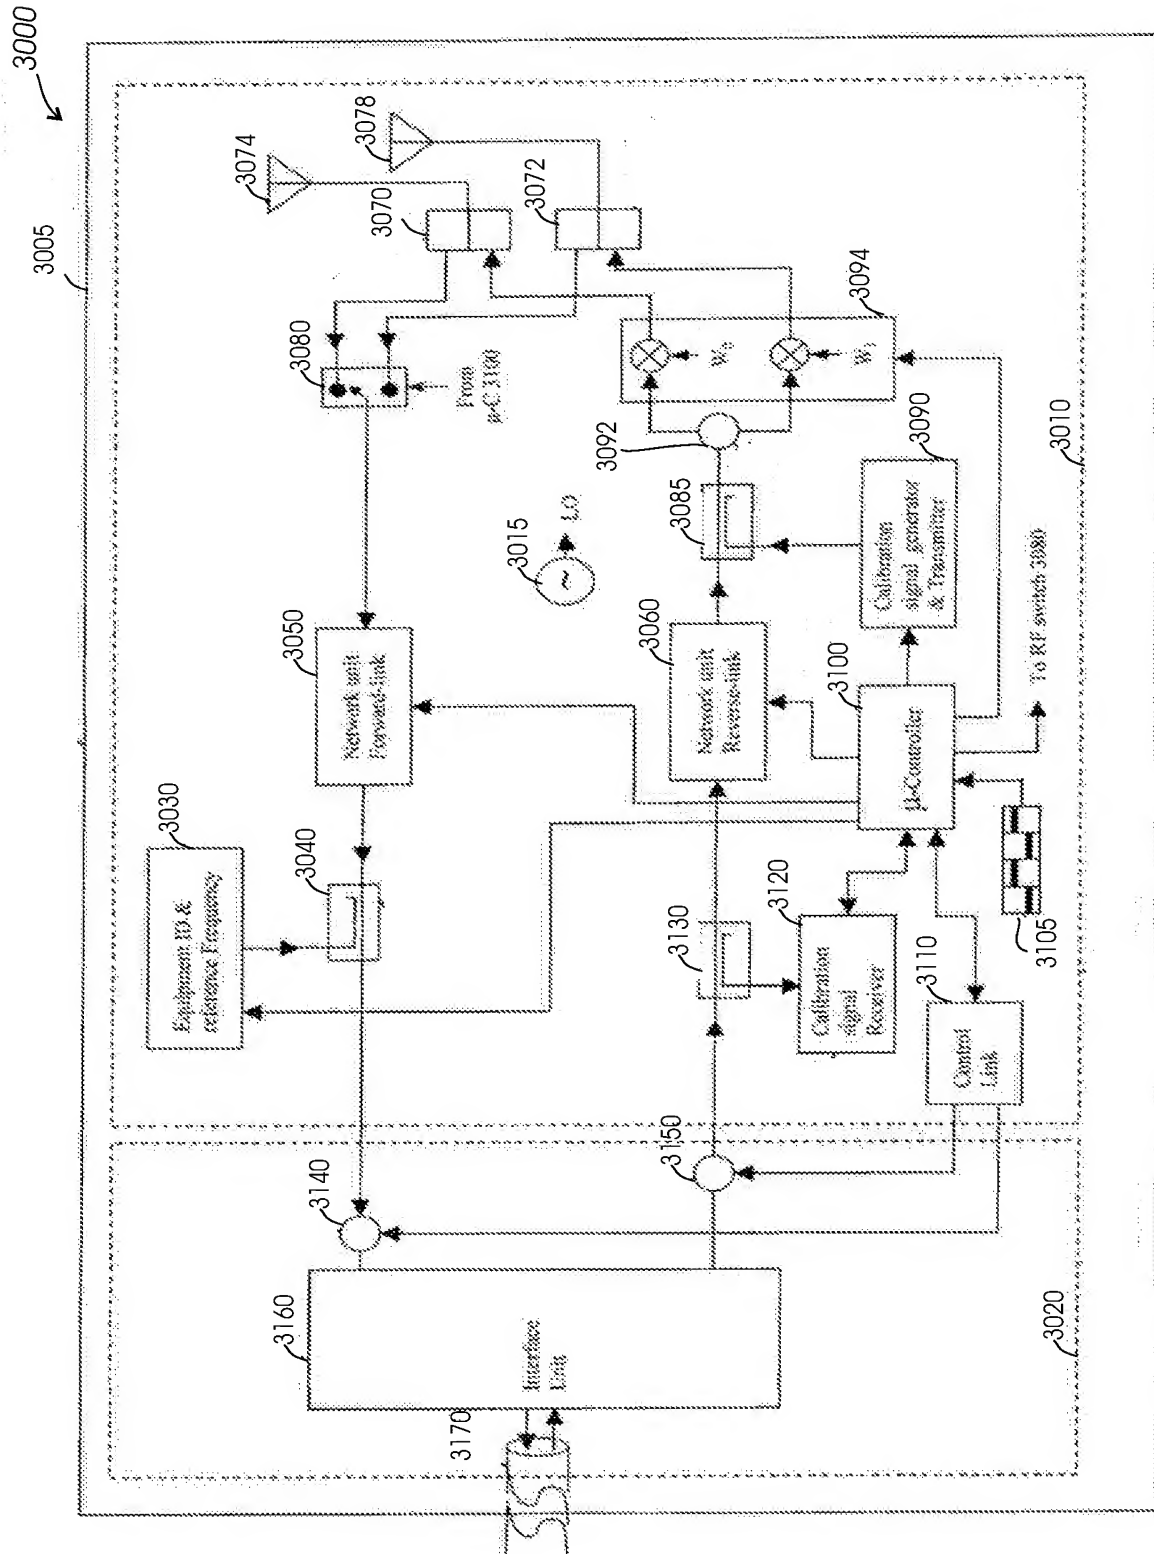 3000
3005
3074
3078
3070
3072
3080
From
μ-C 3100
3094
W0
W1
3092
3010
3090
Calibration
signal generator
& Transmitter
3085
3015
~
LO
To RF switch 3080
3050
Network unit
Forward-link
3060
Network unit
Reverse-link
3100
μ-Controller
3105
3030
Equipment ID &
reference Frequency
3040
3130
3120
Calibration
signal
Receiver
3110
Control
Link
3140
3150
3160
Interface
Unit
3170
3020